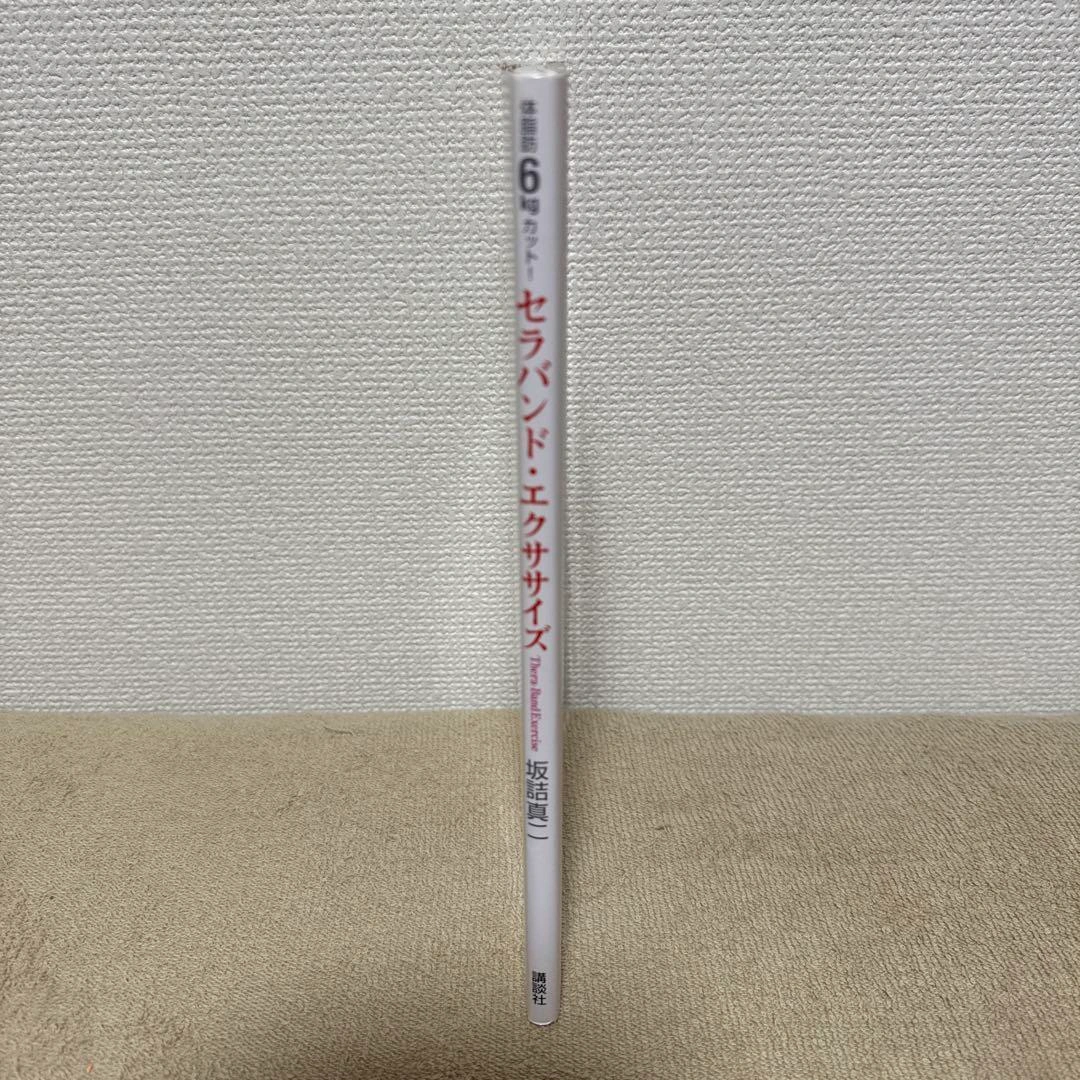 体脂肪6kgカット!
セラバンド・エクササイズ
Thera-Band Exercise
坂詰真二
講談社